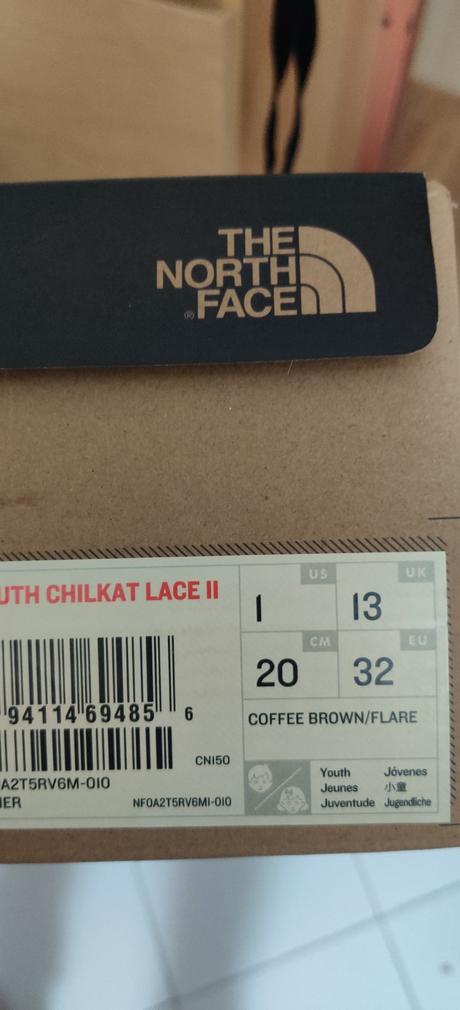 THE
NORTH
FACE
®
UTH CHILKAT LACE II
US
1
UK
13
CM
20
EU
32
COFFEE BROWN/FLARE
94114 69485 6
CN150
A2T5RV6M-010
IER
NF0A2T5RV6M1-010
Youth Jóvenes
Jeunes 小童
Juventude Jugendliche